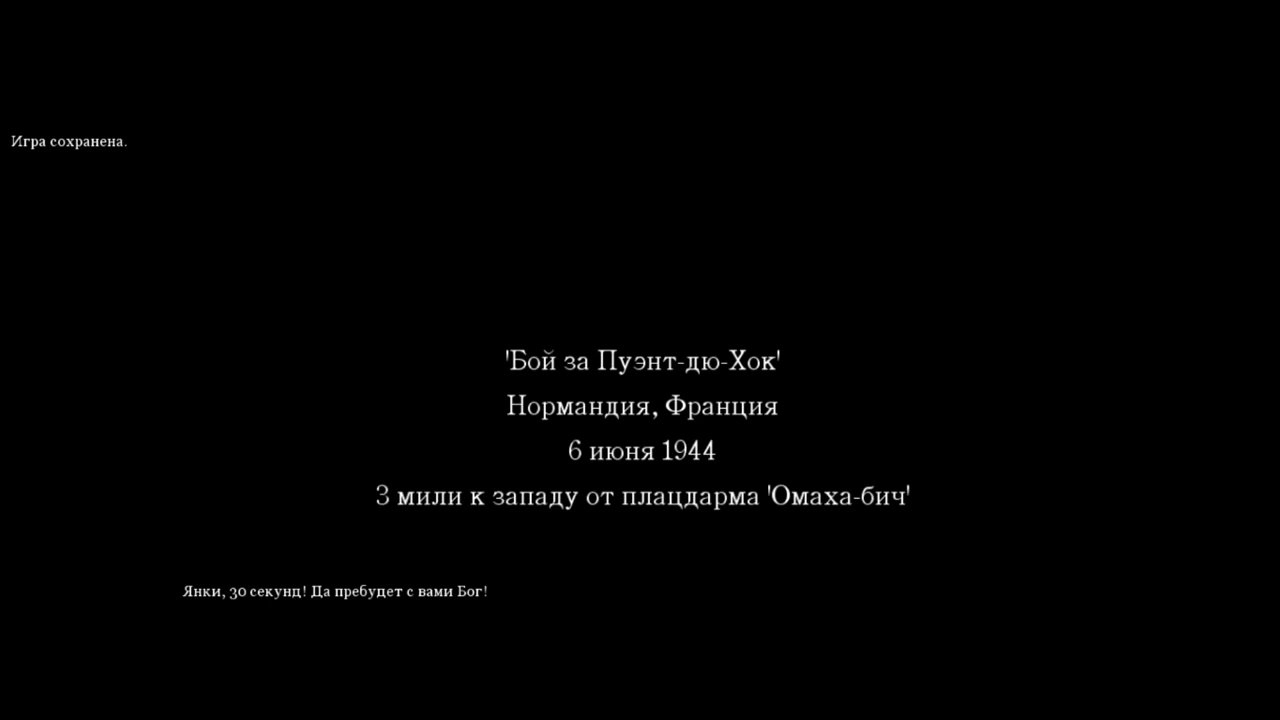 Игра сохранена.
'Бой за Пуэнт-дю-Хок'
Нормандия, Франция
6 июня 1944
3 мили к западу от плацдарма 'Омаха-бич'
Янки, 30 секунд! Да пребудет с вами Бог!